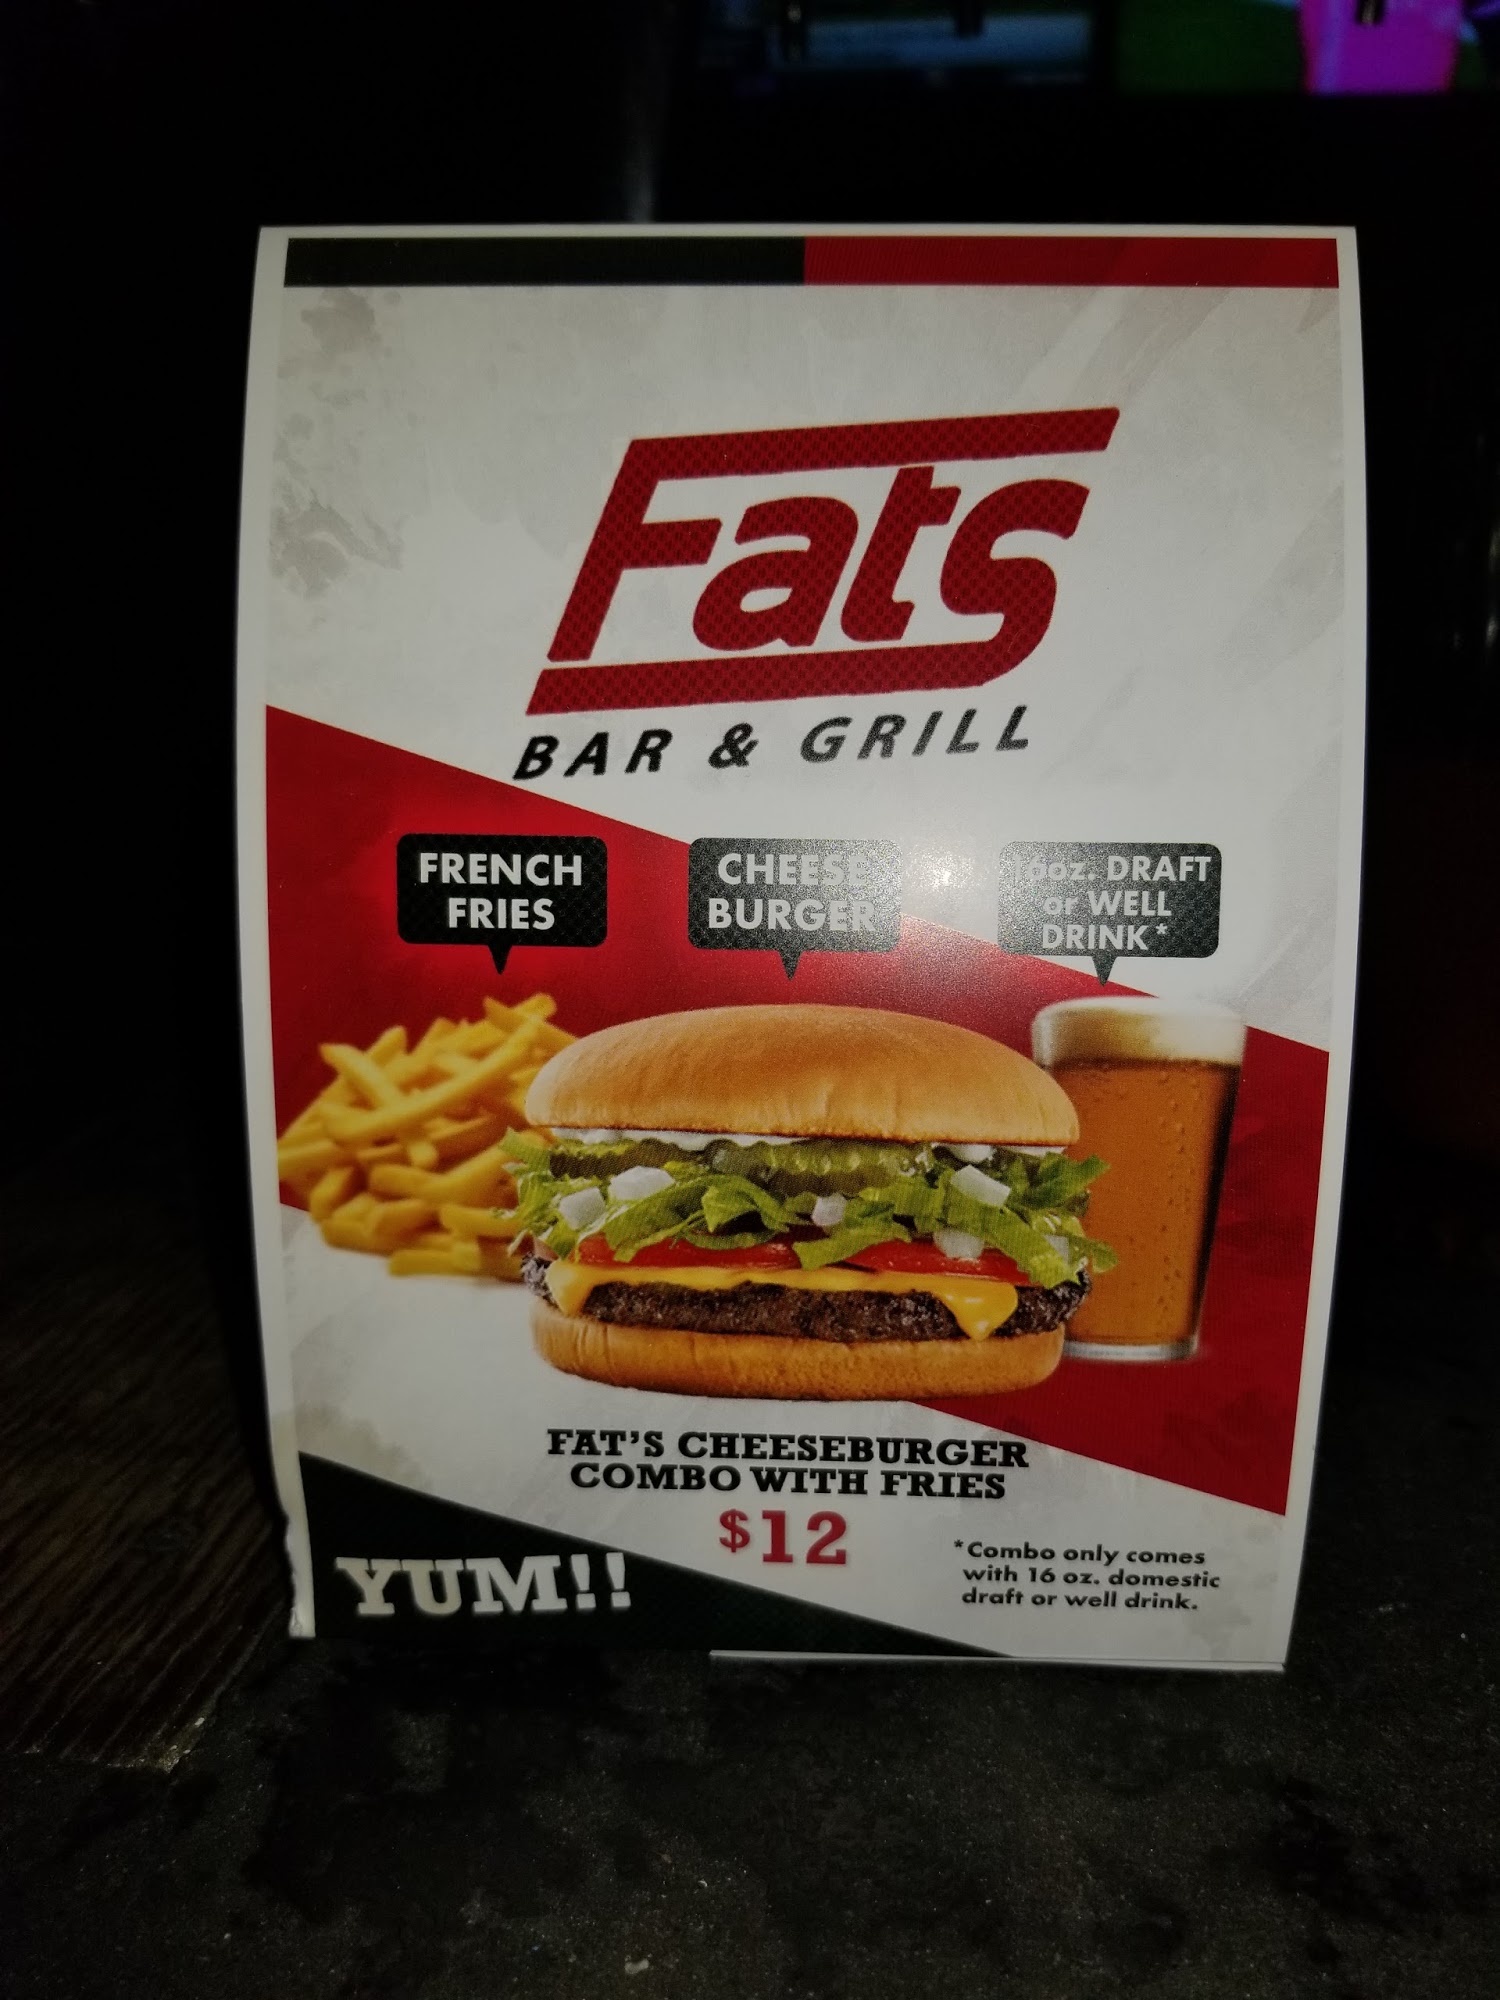 Fats
BAR & GRILL
FRENCH
FRIES
CHEESE
BURGER
16oz. DRAFT
or WELL
DRINK*
FAT'S CHEESEBURGER
COMBO WITH FRIES
$12
YUM!!
*Combo only comes
with 16 oz. domestic
draft or well drink.